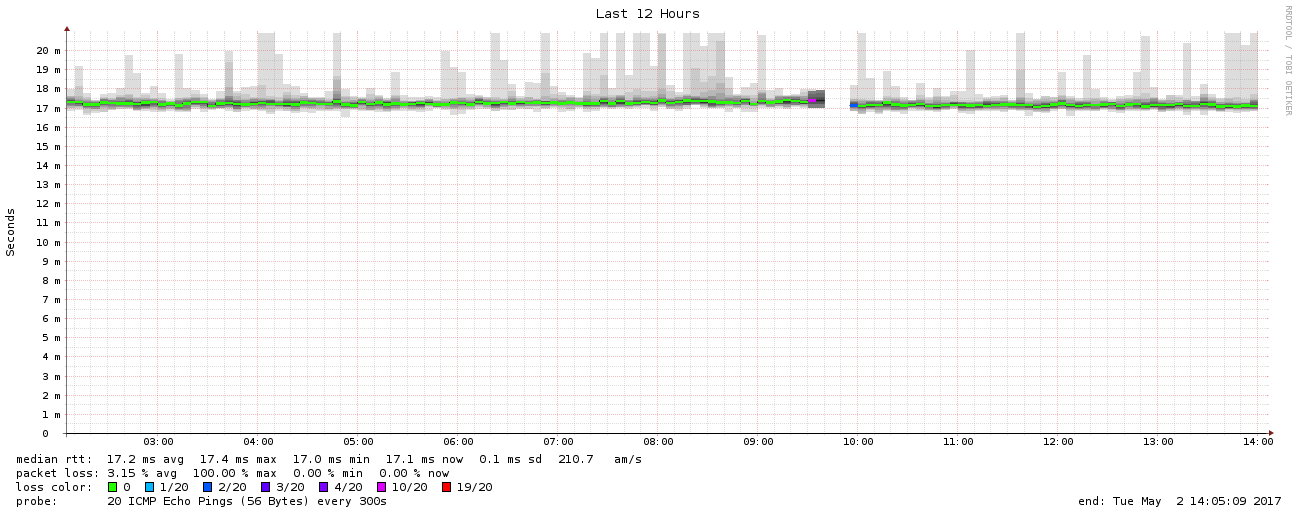 Last 12 Hours
RRDTOOL / TOBI OETIKER
Seconds
20 m
19 m
18 m
17 m
16 m
15 m
14 m
13 m
12 m
11 m
10 m
9 m
8 m
7 m
6 m
5 m
4 m
3 m
2 m
1 m
0
03:00 04:00 05:00 06:00 07:00 08:00 09:00 10:00 11:00 12:00 13:00 14:00
median rtt: 17.2 ms avg 17.4 ms max 17.0 ms min 17.1 ms now 0.1 ms sd 210.7 am/s
packet loss: 3.15 % avg 100.00 % max 0.00 % min 0.00 % now
loss color: 0 1/20 2/20 3/20 4/20 10/20 19/20
probe: 20 ICMP Echo Pings (56 Bytes) every 300s end: Tue May 2 14:05:09 2017